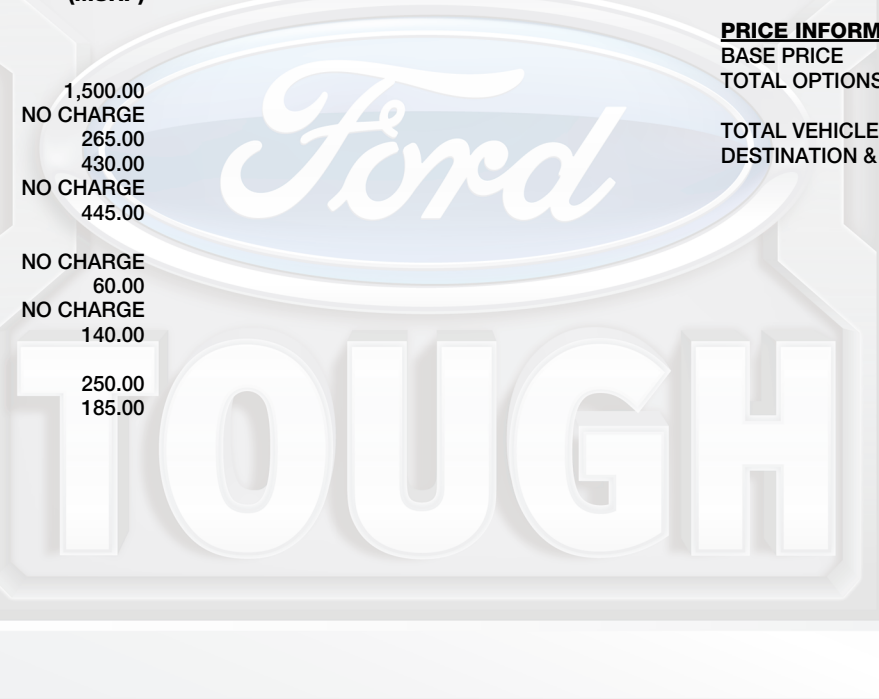 (MSRP)
1,500.00
NO CHARGE
265.00
430.00
NO CHARGE
445.00
NO CHARGE
60.00
NO CHARGE
140.00
250.00
185.00
PRICE INFORM
BASE PRICE
TOTAL OPTIONS
TOTAL VEHICLE
DESTINATION &
Ford
TOUGH